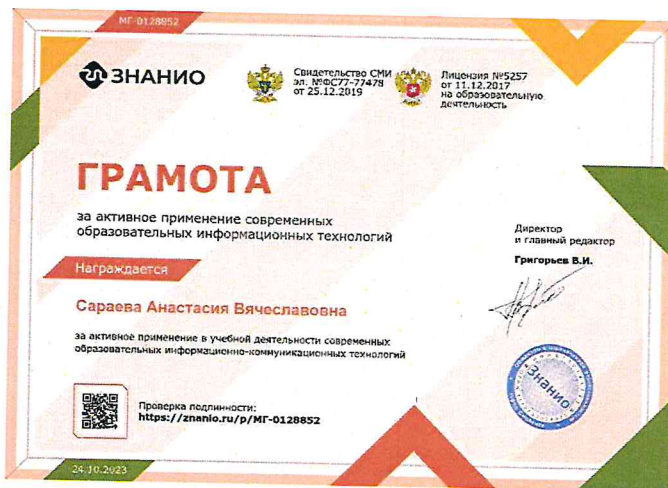 МГ-0128852
ЗНАНИО
Свидетельство СМИ
эл. №ФС77-77478
от 25.12.2019
Лицензия №5257
от 11.12.2017
на образовательную
деятельность
ГРАМОТА
за активное применение современных
образовательных информационных технологий
Директор
и главный редактор
Григорьев В.И.
Награждается
Сараева Анастасия Вячеславовна
за активное применение в учебной деятельности современных
образовательных информационно-коммуникационных технологий
Знанио
Проверка подлинности:
https://znanio.ru/p/МГ-0128852
24.10.2023